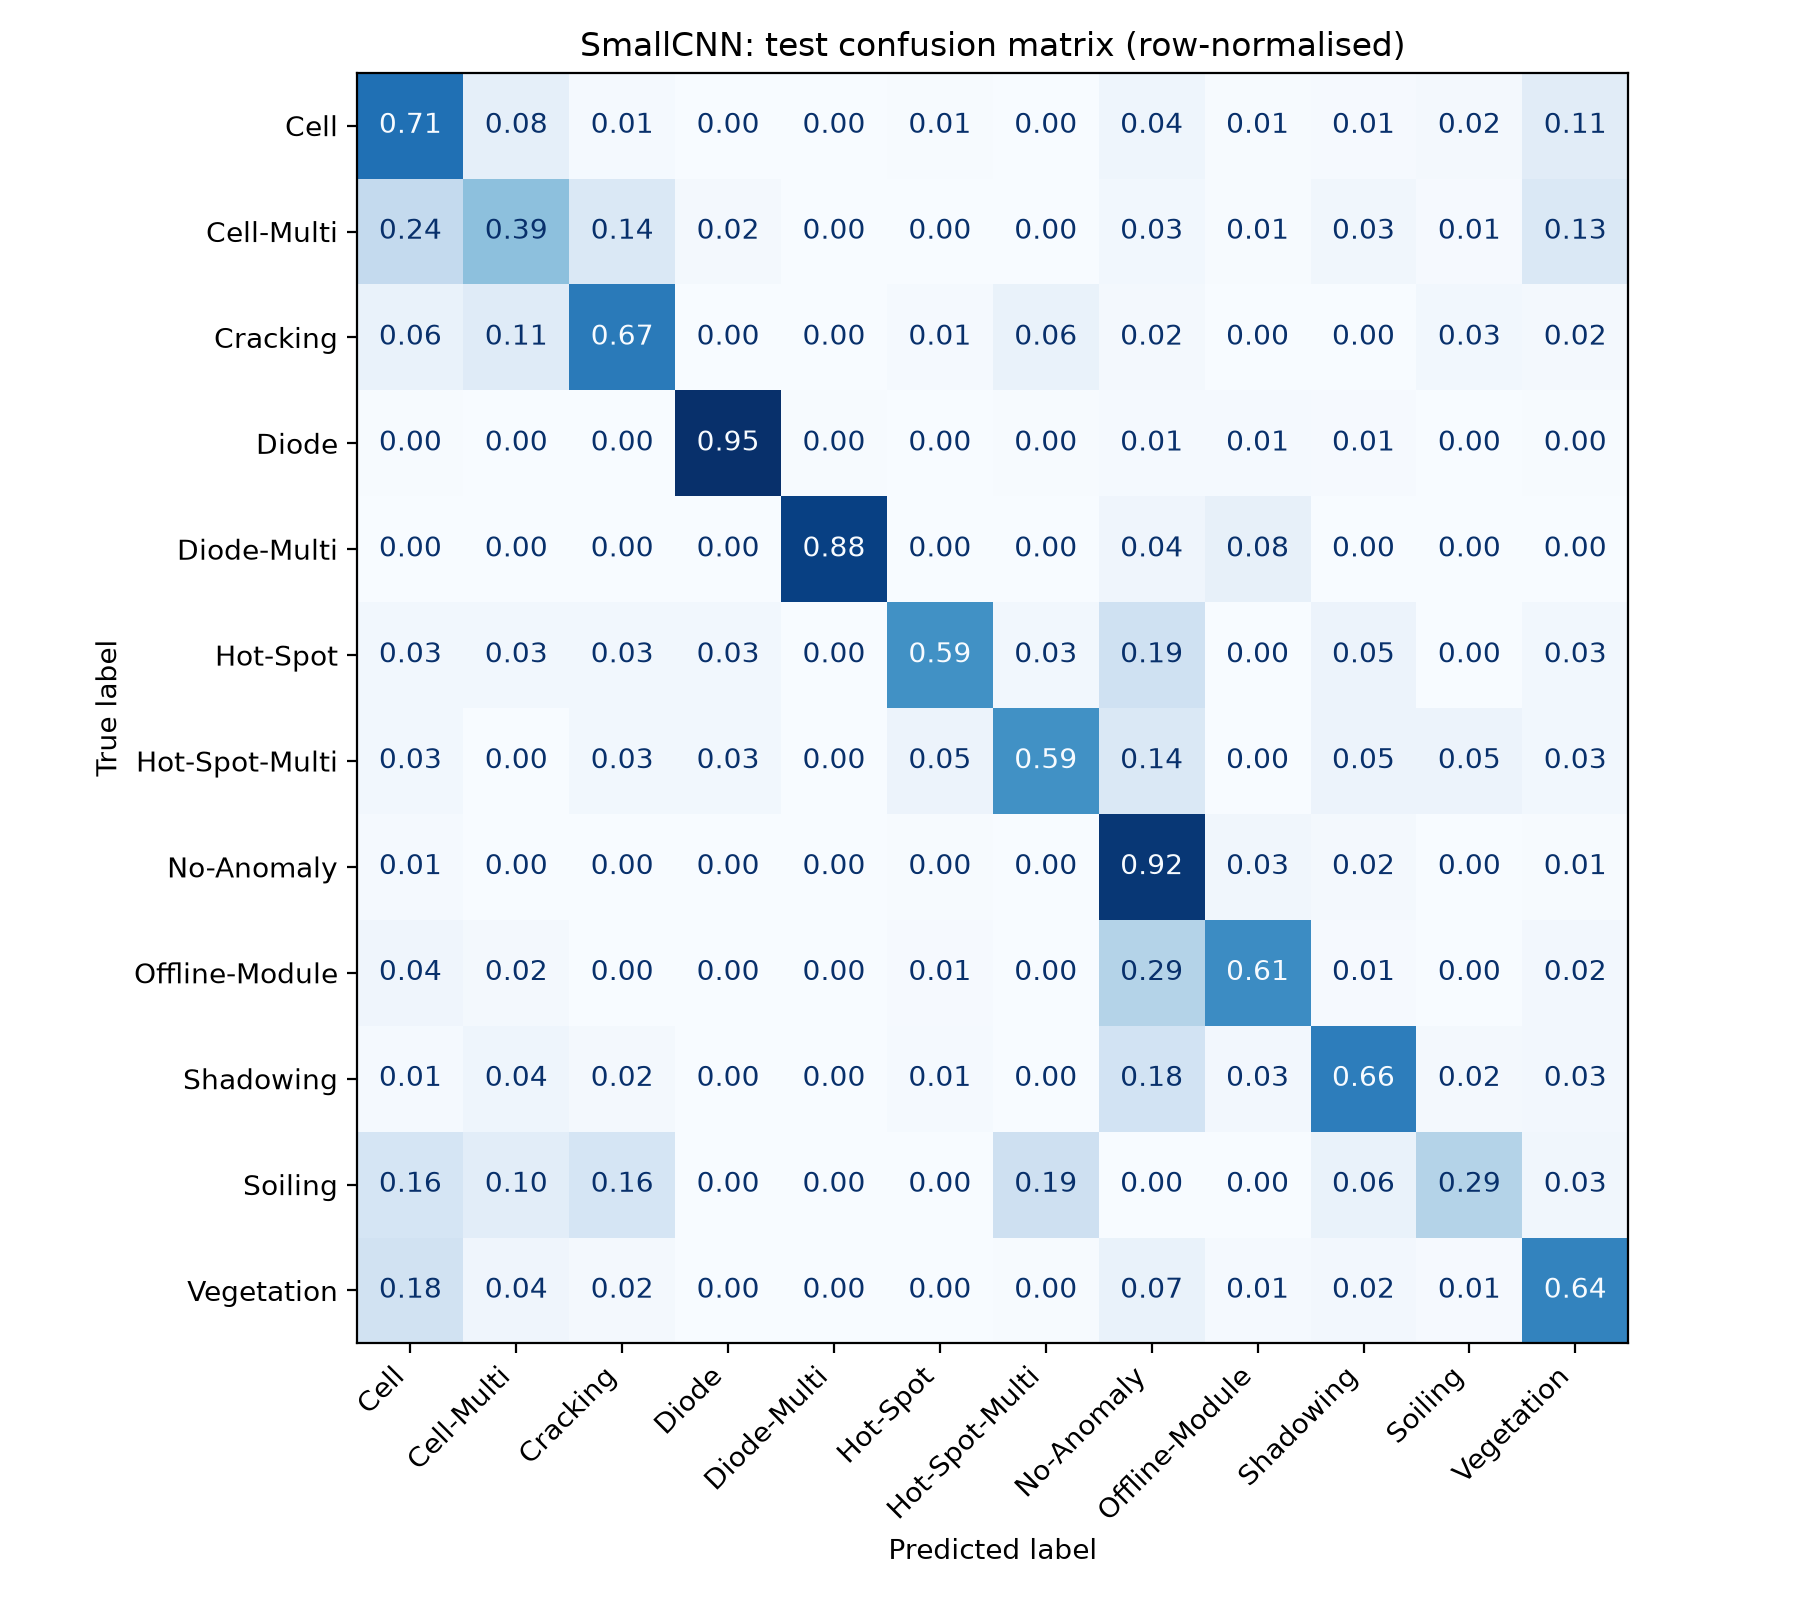 SmallCNN: test confusion matrix (row-normalised)
Cell 0.71 0.08 0.01 0.00 0.00 0.01 0.00 0.04 0.01 0.01 0.02 0.11
Cell-Multi 0.24 0.39 0.14 0.02 0.00 0.00 0.00 0.03 0.01 0.03 0.01 0.13
Cracking 0.06 0.11 0.67 0.00 0.00 0.01 0.06 0.02 0.00 0.00 0.03 0.02
Diode 0.00 0.00 0.00 0.95 0.00 0.00 0.00 0.01 0.01 0.01 0.00 0.00
Diode-Multi 0.00 0.00 0.00 0.00 0.88 0.00 0.00 0.04 0.08 0.00 0.00 0.00
Hot-Spot 0.03 0.03 0.03 0.03 0.00 0.59 0.03 0.19 0.00 0.05 0.00 0.03
Hot-Spot-Multi 0.03 0.00 0.03 0.03 0.00 0.05 0.59 0.14 0.00 0.05 0.05 0.03
No-Anomaly 0.01 0.00 0.00 0.00 0.00 0.00 0.00 0.92 0.03 0.02 0.00 0.01
Offline-Module 0.04 0.02 0.00 0.00 0.00 0.01 0.00 0.29 0.61 0.01 0.00 0.02
Shadowing 0.01 0.04 0.02 0.00 0.00 0.01 0.00 0.18 0.03 0.66 0.02 0.03
Soiling 0.16 0.10 0.16 0.00 0.00 0.00 0.19 0.00 0.00 0.06 0.29 0.03
Vegetation 0.18 0.04 0.02 0.00 0.00 0.00 0.00 0.07 0.01 0.02 0.01 0.64
True label
Cell Cell-Multi Cracking Diode Diode-Multi Hot-Spot Hot-Spot-Multi No-Anomaly Offline-Module Shadowing Soiling Vegetation
Predicted label